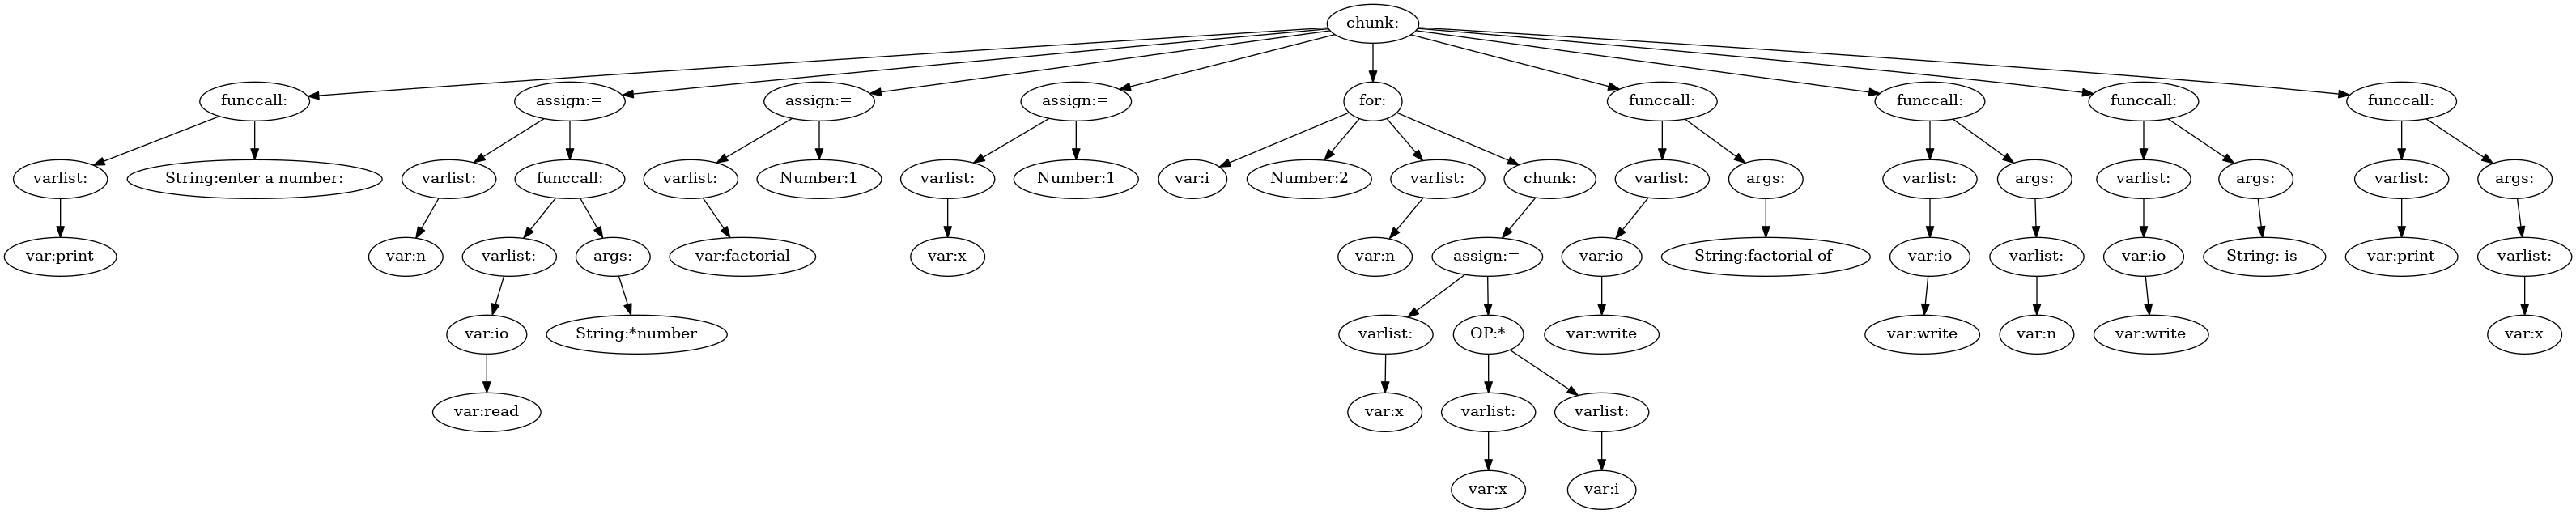 chunk:
funccall:
assign:=
assign:=
assign:=
for:
funccall:
funccall:
funccall:
funccall:
varlist:
String:enter a number:
varlist:
funccall:
varlist:
Number:1
varlist:
Number:1
var:i
Number:2
varlist:
chunk:
varlist:
args:
varlist:
args:
varlist:
args:
varlist:
args:
var:print
var:n
varlist:
args:
var:factorial
var:x
var:n
assign:=
var:io
String:factorial of
var:io
varlist:
var:io
String: is
var:print
varlist:
var:io
String:*number
varlist:
OP:*
var:write
var:write
var:n
var:write
var:x
var:read
var:x
varlist:
varlist:
var:x
var:i